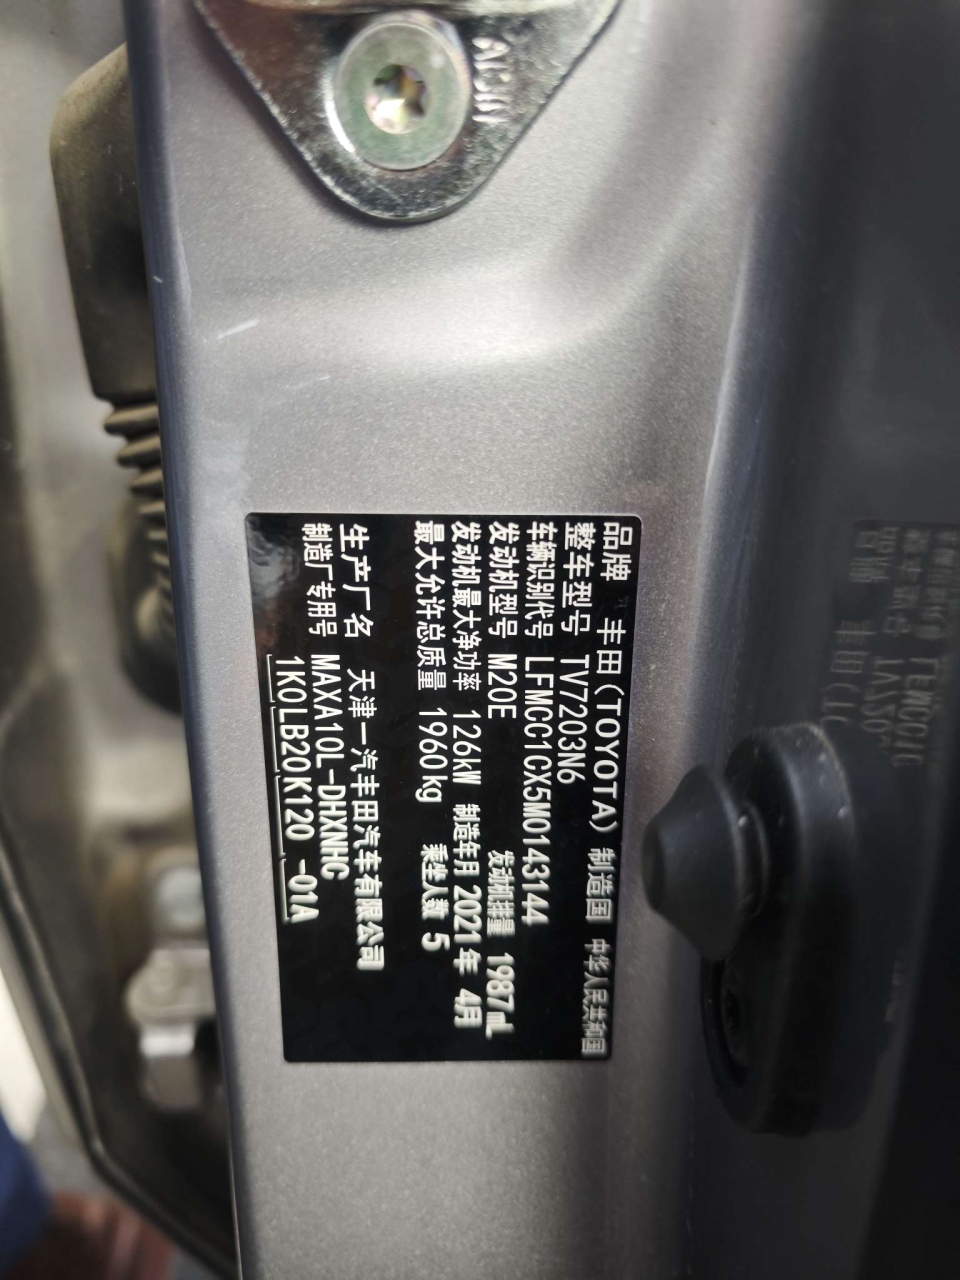 品牌 丰田(TOYOTA) 制造国 中华人民共和国
整车型号 TV7203N6
车辆识别代号 LFMCC1CX5M0143144
发动机型号 M20E 发动机排量 1987mL
发动机最大净功率 126kW 制造年月 2021年 4月
最大允许总质量 1960kg 乘坐人数 5
生产厂名 天津一汽丰田汽车有限公司
制造厂专用号 MAXA10L-DHXNHC
1K0LB20K120 -01A